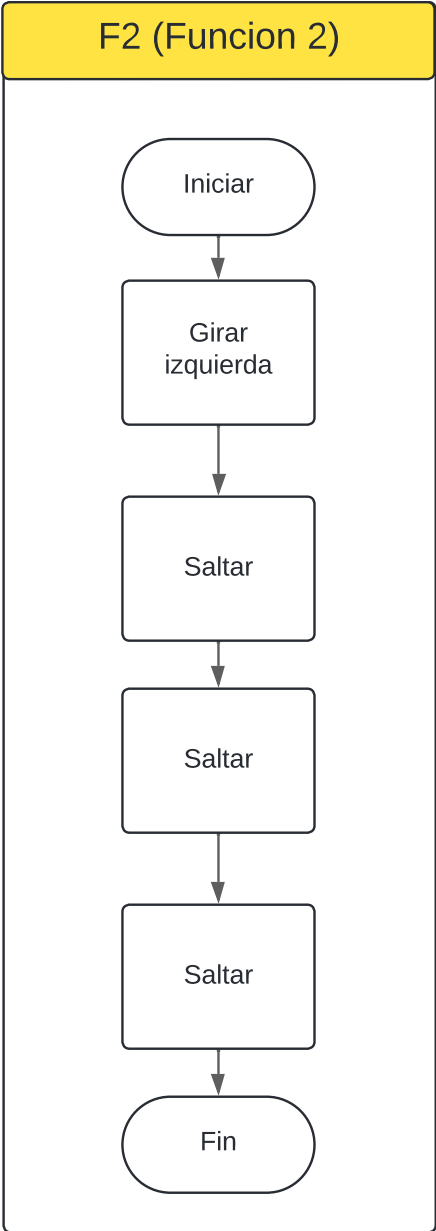 F2 (Funcion 2)
Iniciar
Girar
izquierda
Saltar
Saltar
Saltar
Fin